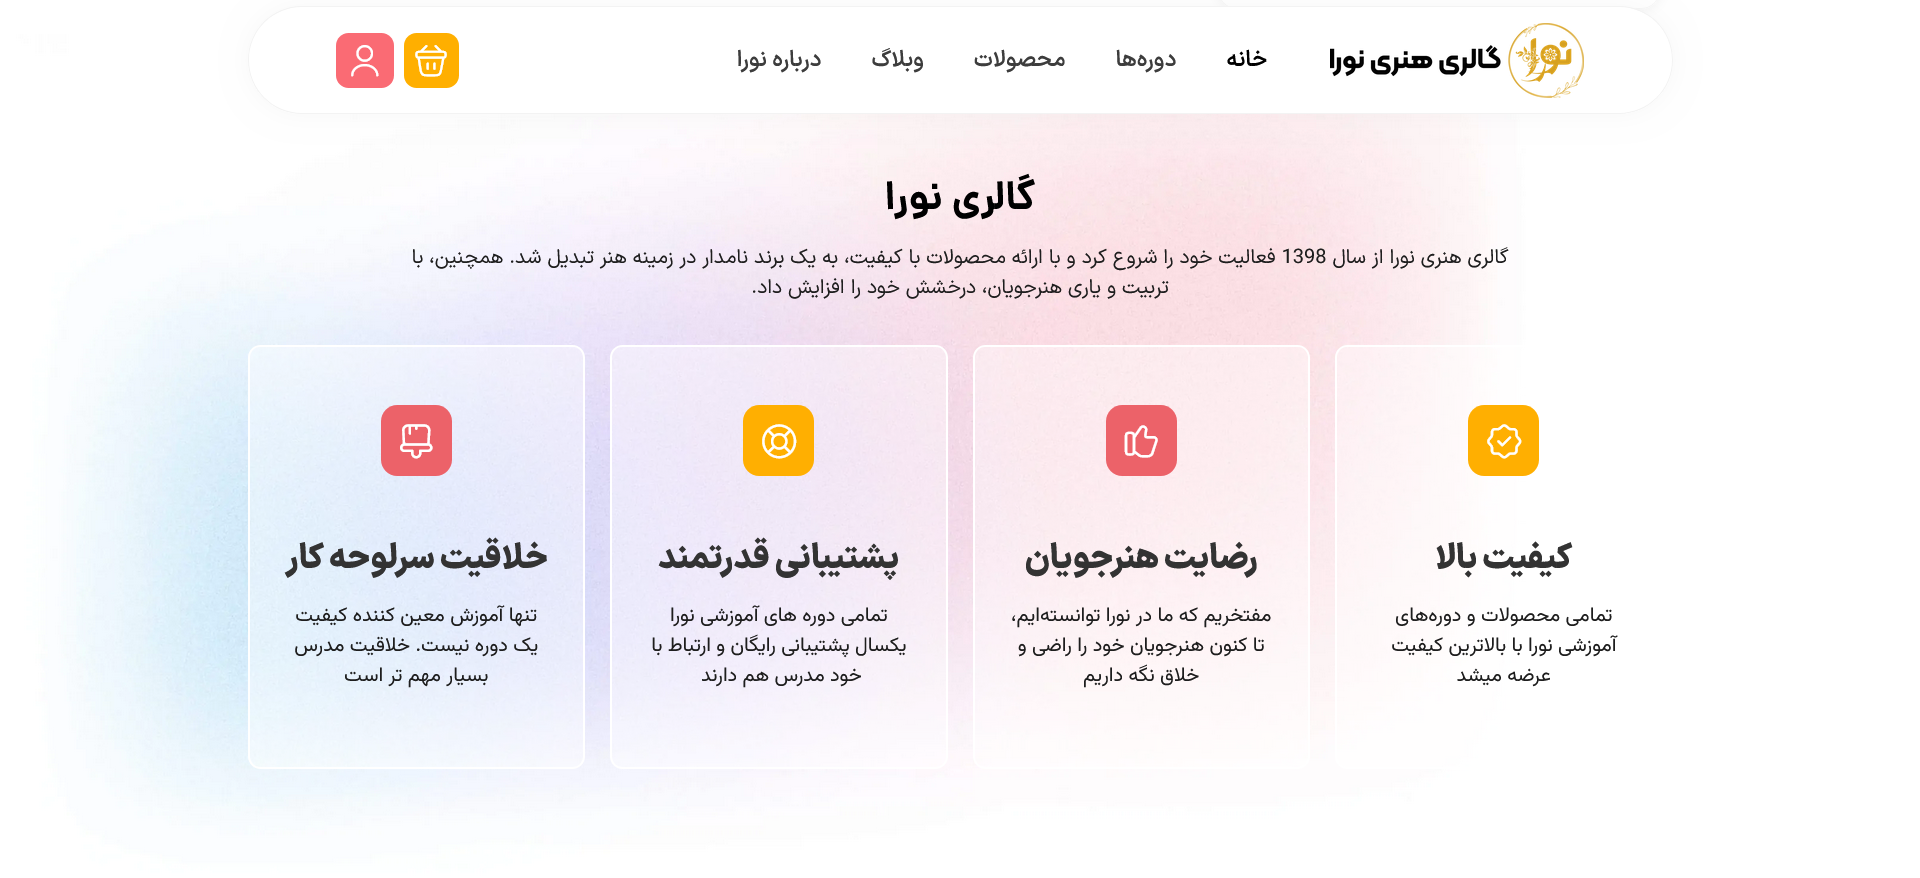 نورا
گالری هنری نورا
خانه
دوره‌ها
محصولات
وبلاگ
درباره نورا
گالری نورا
گالری هنری نورا از سال 1398 فعالیت خود را شروع کرد و با ارائه محصولات با کیفیت، به یک برند نامدار در زمینه هنر تبدیل شد. همچنین، با
تربیت و یاری هنرجویان، درخشش خود را افزایش داد.
کیفیت بالا
تمامی محصولات و دوره‌های
آموزشی نورا با بالاترین کیفیت
عرضه میشد
رضایت هنرجویان
مفتخریم که ما در نورا توانسته‌ایم،
تا کنون هنرجویان خود را راضی و
خلاق نگه داریم
پشتیبانی قدرتمند
تمامی دوره های آموزشی نورا
یکسال پشتیبانی رایگان و ارتباط با
خود مدرس هم دارند
خلاقیت سرلوحه کار
تنها آموزش معین کننده کیفیت
یک دوره نیست. خلاقیت مدرس
بسیار مهم تر است